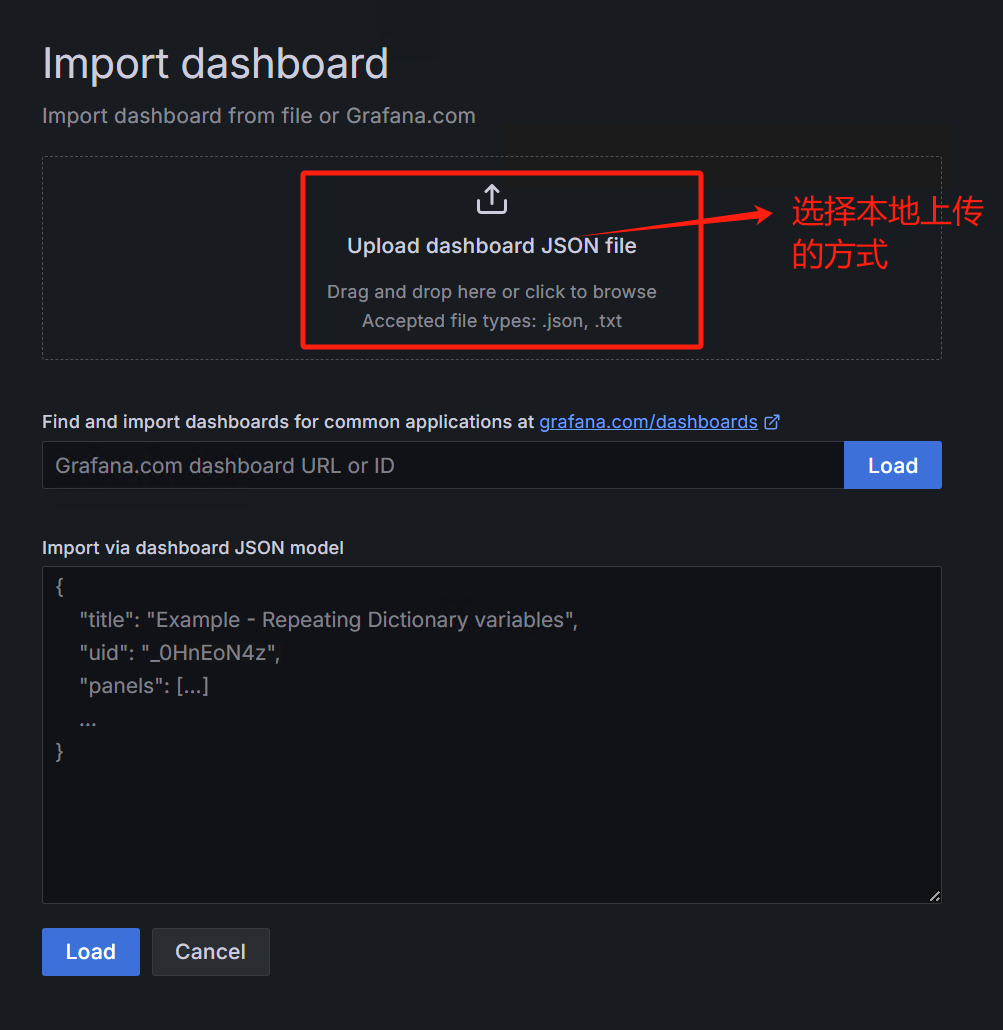 Import dashboard
Import dashboard from file or Grafana.com
Upload dashboard JSON file
选择本地上传
的方式
Drag and drop here or click to browse
Accepted file types: .json, .txt
Find and import dashboards for common applications at grafana.com/dashboards
Grafana.com dashboard URL or ID
Load
Import via dashboard JSON model
{
"title": "Example - Repeating Dictionary variables",
"uid": "_0HnEoN4z",
"panels": [...]
...
}
Load
Cancel